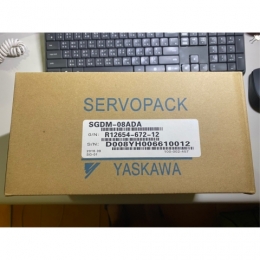 SERVOPACK
SGDM-08ADA
O/N: R12654-672-12
S/N: D008YH006610012
YASKAWA